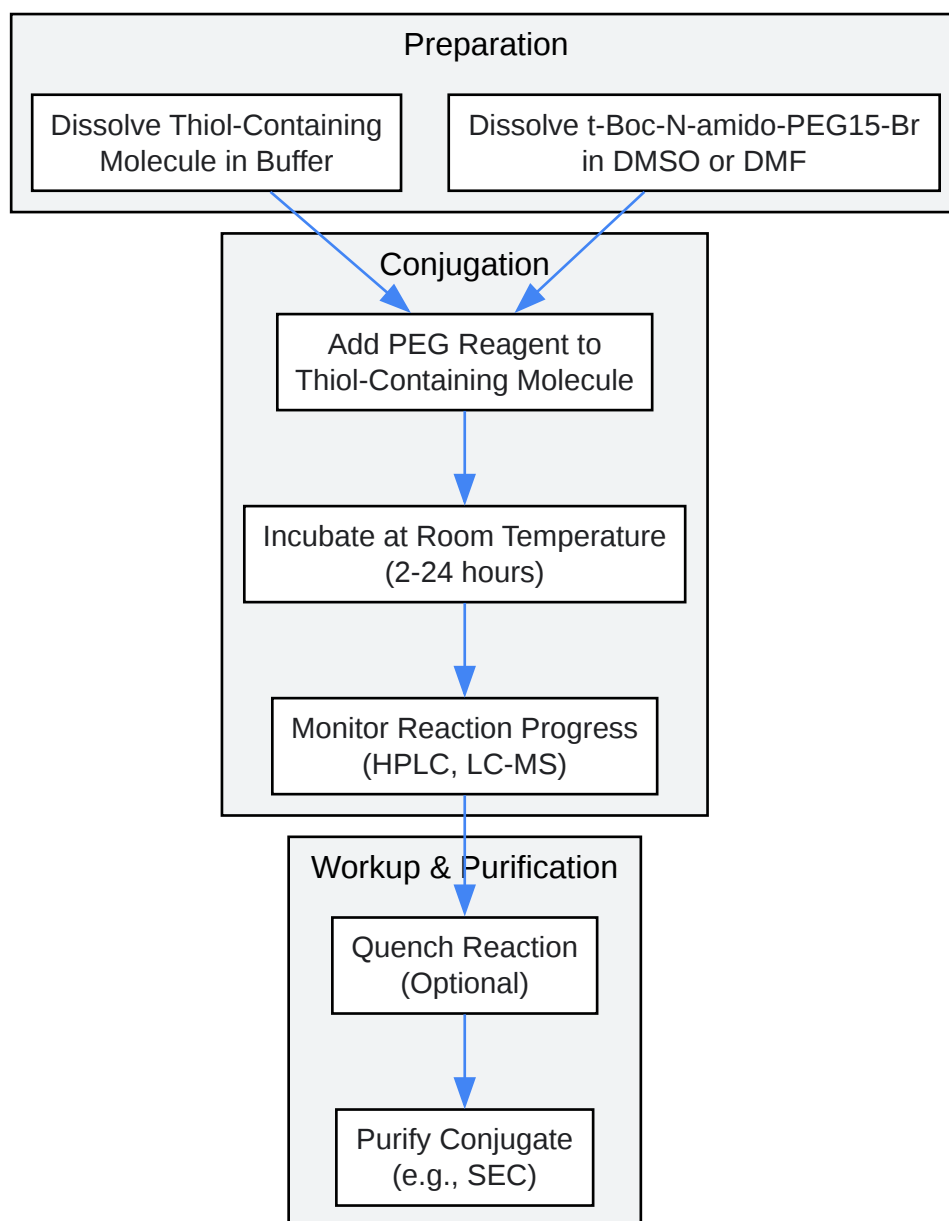 Preparation
Dissolve Thiol-Containing
Molecule in Buffer
Dissolve t-Boc-N-amido-PEG15-Br
in DMSO or DMF
Conjugation
Add PEG Reagent to
Thiol-Containing Molecule
Incubate at Room Temperature
(2-24 hours)
Monitor Reaction Progress
(HPLC, LC-MS)
Workup & Purification
Quench Reaction
(Optional)
Purify Conjugate
(e.g., SEC)